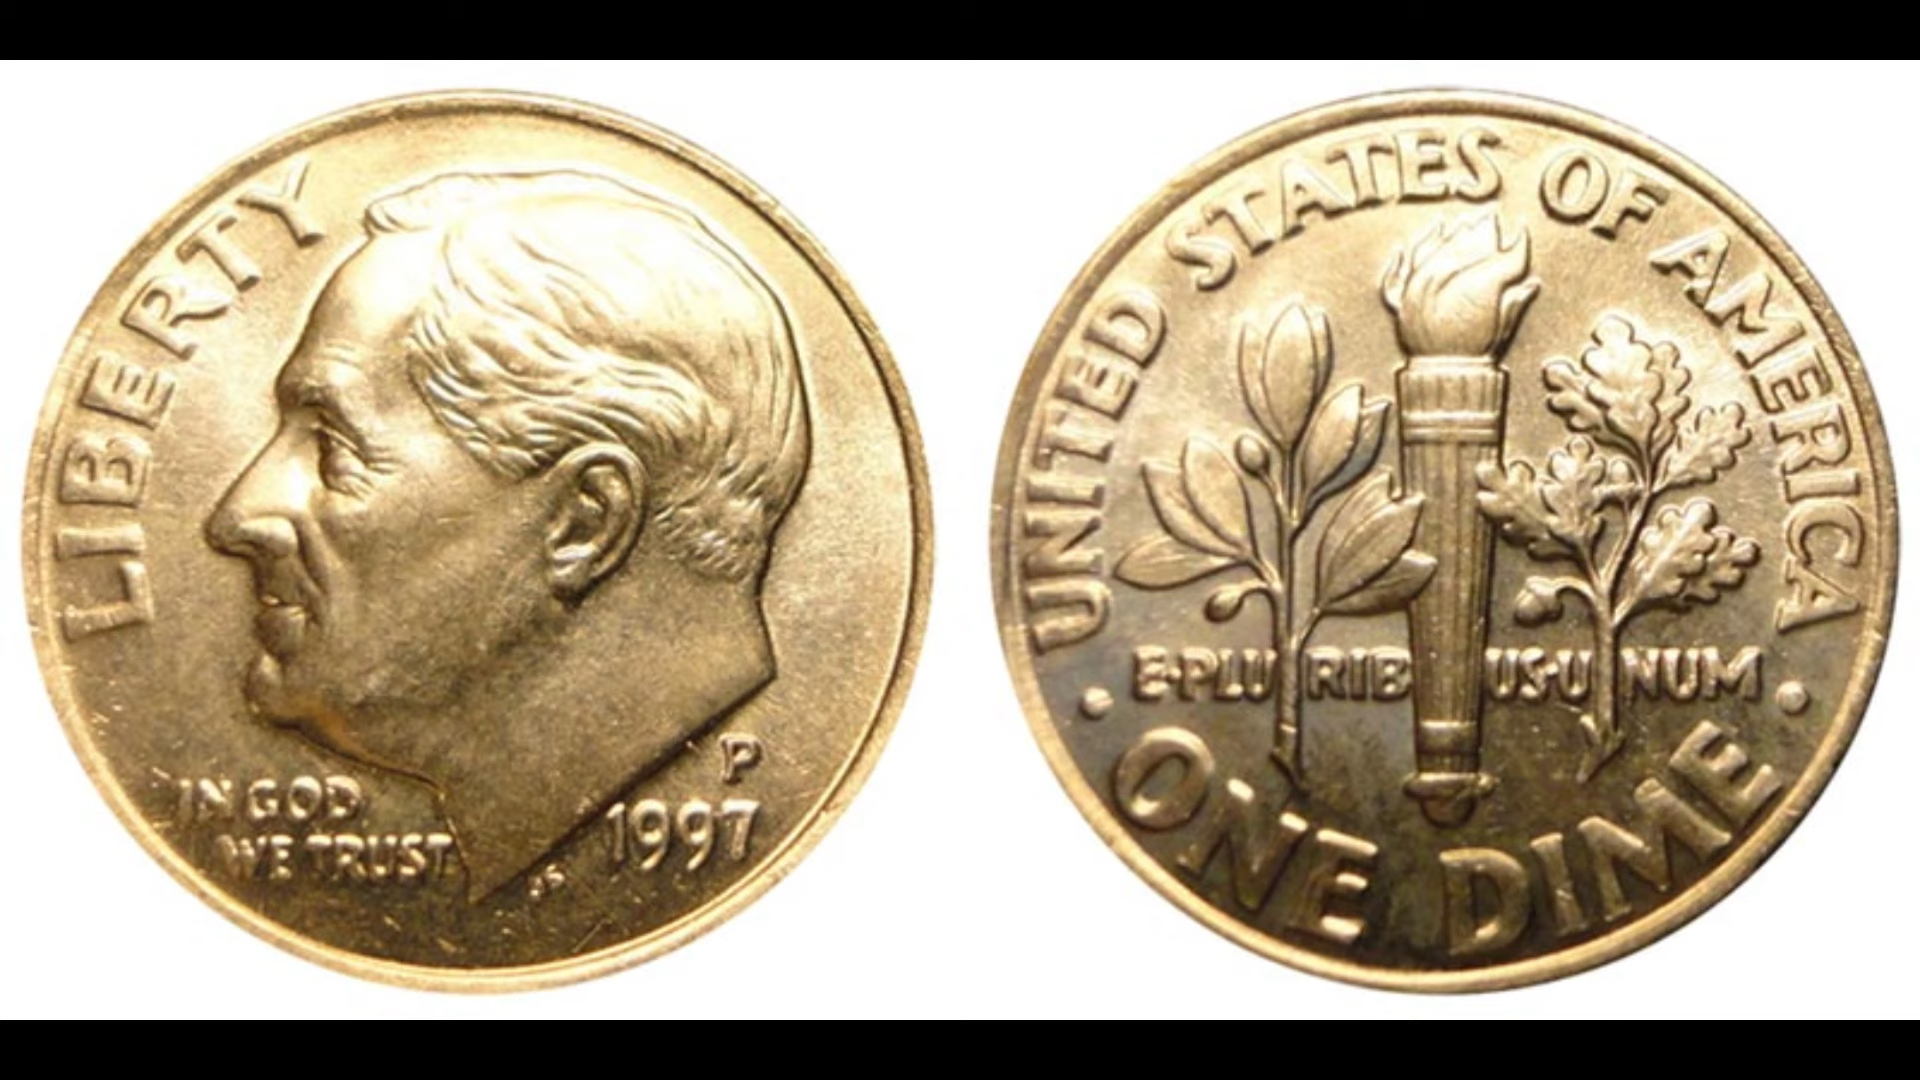 LIBERTY
IN GOD
WE TRUST
JS
P
1997
UNITED STATES OF AMERICA
E·PLU RIB US·U NUM
• ONE DIME •